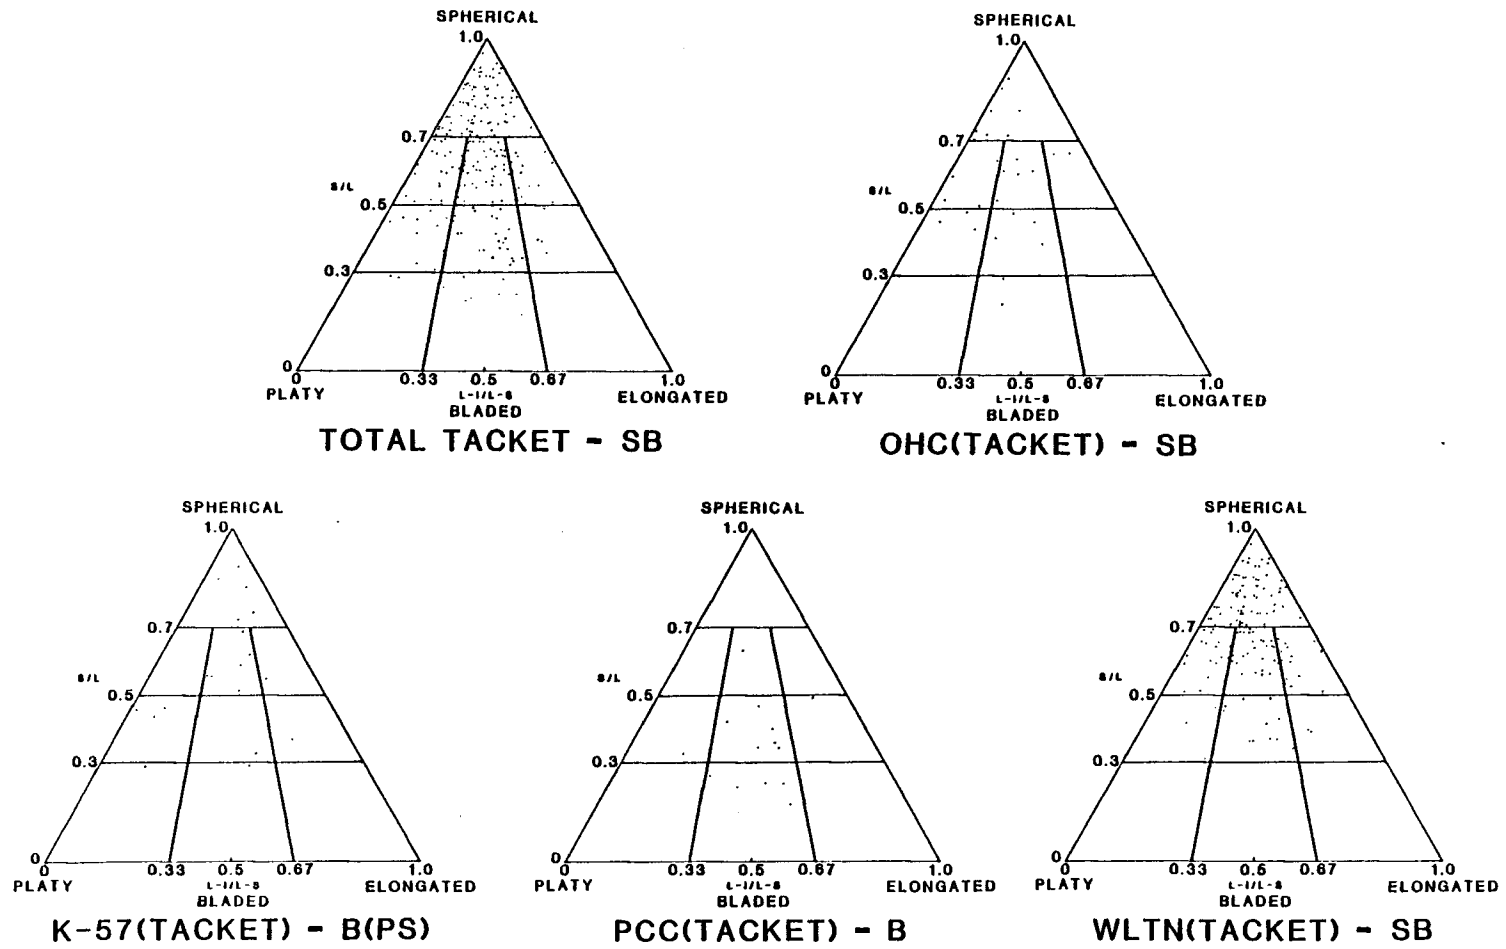 SPHERICAL
1.0
0.7
S/L
0.5
0.3
0
0 0.33 0.5 0.67 1.0
PLATY L-I/L-S ELONGATED
BLADED
TOTAL TACKET - SB
SPHERICAL
1.0
0.7
S/L
0.5
0.3
0
0 0.33 0.5 0.67 1.0
PLATY L-I/L-S ELONGATED
BLADED
OHC(TACKET) - SB
SPHERICAL
1.0
0.7
S/L
0.5
0.3
0
0 0.33 0.5 0.67 1.0
PLATY L-I/L-S ELONGATED
BLADED
K-57(TACKET) - B(PS)
SPHERICAL
1.0
0.7
S/L
0.5
0.3
0
0 0.33 0.5 0.67 1.0
PLATY L-I/L-S ELONGATED
BLADED
PCC(TACKET) - B
SPHERICAL
1.0
0.7
S/L
0.5
0.3
0
0 0.33 0.5 0.67 1.0
PLATY L-I/L-S ELONGATED
BLADED
WLTN(TACKET) - SB